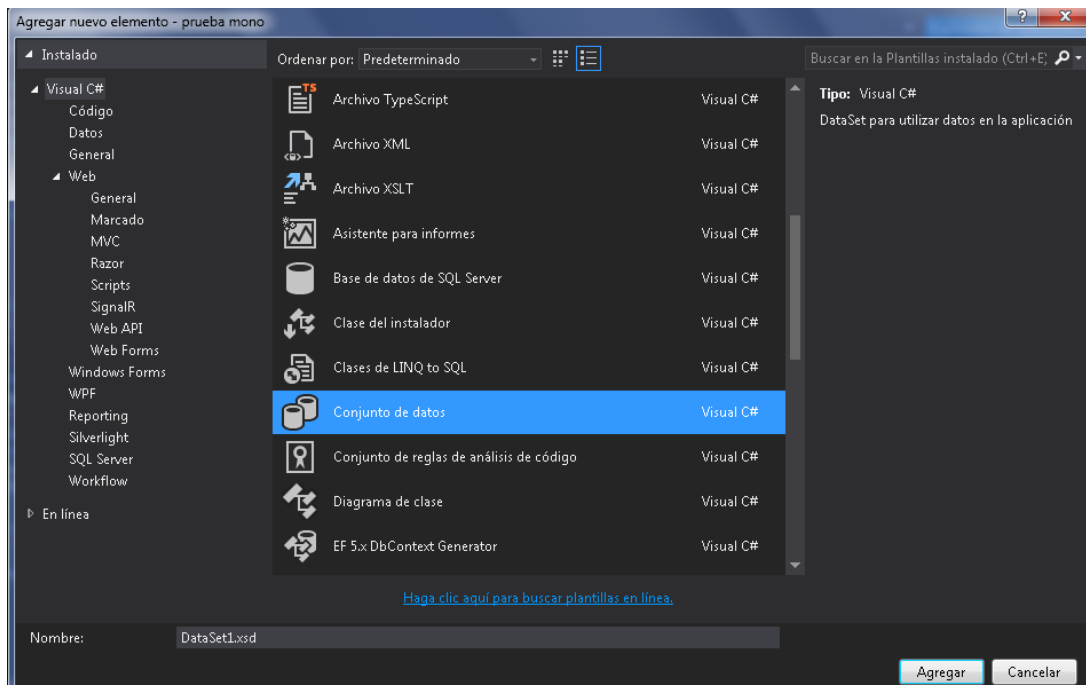 Agregar nuevo elemento - prueba mono
Instalado
Visual C#
Código
Datos
General
Web
General
Marcado
MVC
Razor
Scripts
SignalR
Web API
Web Forms
Windows Forms
WPF
Reporting
Silverlight
SQL Server
Workflow
En línea
Ordenar por: Predeterminado
TS
Archivo TypeScript Visual C#
Archivo XML Visual C#
Archivo XSLT Visual C#
Asistente para informes Visual C#
Base de datos de SQL Server Visual C#
Clase del instalador Visual C#
Clases de LINQ to SQL Visual C#
Conjunto de datos Visual C#
Conjunto de reglas de análisis de código Visual C#
Diagrama de clase Visual C#
EF 5.x DbContext Generator Visual C#
Haga clic aquí para buscar plantillas en línea.
Buscar en la Plantillas instalado (Ctrl+E)
Tipo: Visual C#
DataSet para utilizar datos en la aplicación
Nombre: DataSet1.xsd
Agregar Cancelar